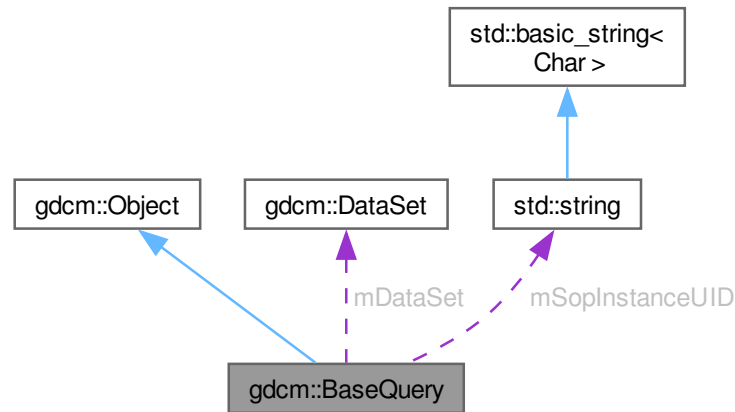 std::basic_string<
Char >
gdcm::Object
gdcm::DataSet
std::string
mDataSet
mSopInstanceUID
gdcm::BaseQuery